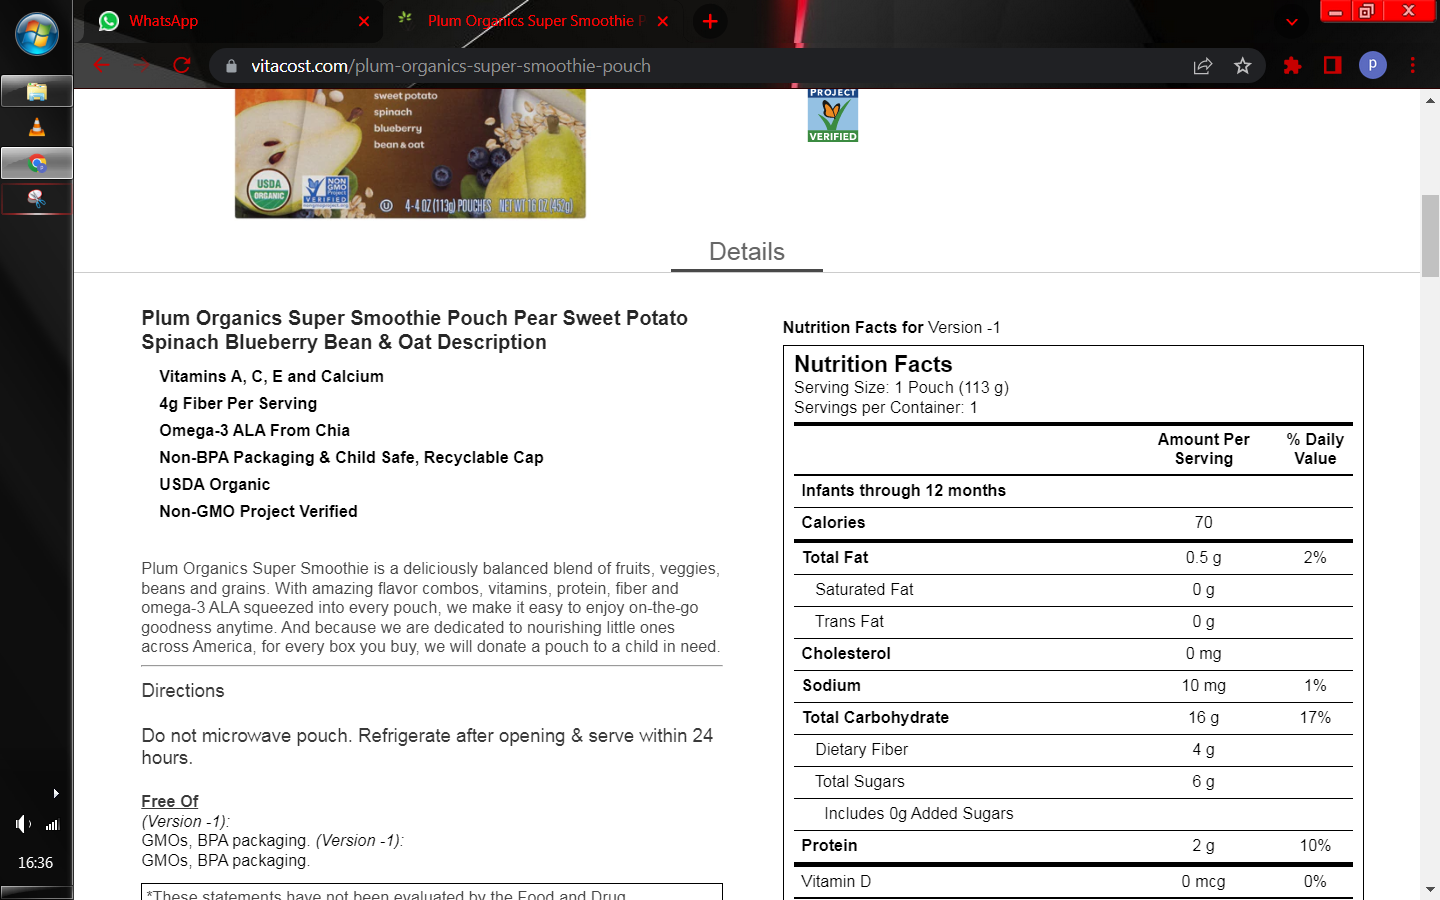 WhatsApp
Plum Organics Super Smoothie P
vitacost.com/plum-organics-super-smoothie-pouch
P
sweet potato
spinach
blueberry
bean & oat
USDA
ORGANIC
NON
GMO
Project
VERIFIED
nongmoproject.org
U
4-4 OZ (113g) POUCHES NET WT 16 OZ (452g)
PROJECT
VERIFIED
Details
Plum Organics Super Smoothie Pouch Pear Sweet Potato
Spinach Blueberry Bean & Oat Description
Vitamins A, C, E and Calcium
4g Fiber Per Serving
Omega-3 ALA From Chia
Non-BPA Packaging & Child Safe, Recyclable Cap
USDA Organic
Non-GMO Project Verified
Plum Organics Super Smoothie is a deliciously balanced blend of fruits, veggies,
beans and grains. With amazing flavor combos, vitamins, protein, fiber and
omega-3 ALA squeezed into every pouch, we make it easy to enjoy on-the-go
goodness anytime. And because we are dedicated to nourishing little ones
across America, for every box you buy, we will donate a pouch to a child in need.
Directions
Do not microwave pouch. Refrigerate after opening & serve within 24
hours.
Free Of
(Version -1):
GMOs, BPA packaging. (Version -1):
GMOs, BPA packaging.
*These statements have not been evaluated by the Food and Drug
Nutrition Facts for Version -1
Nutrition Facts
Serving Size: 1 Pouch (113 g)
Servings per Container: 1
Amount Per % Daily
Serving Value
Infants through 12 months
Calories 70
Total Fat 0.5 g 2%
Saturated Fat 0 g
Trans Fat 0 g
Cholesterol 0 mg
Sodium 10 mg 1%
Total Carbohydrate 16 g 17%
Dietary Fiber 4 g
Total Sugars 6 g
Includes 0g Added Sugars
Protein 2 g 10%
Vitamin D 0 mcg 0%
16:36